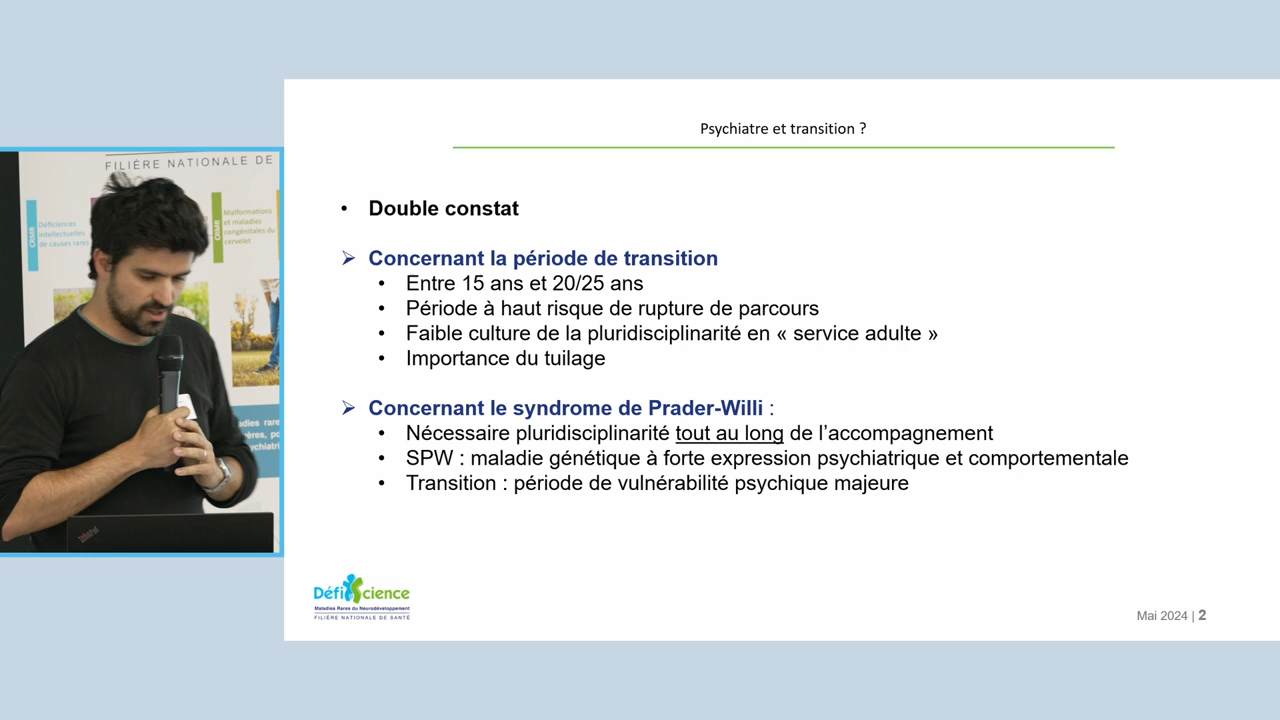 FILIÈRE NATIONALE DE
CRMR
Déficiences
intellectuelles
de causes rares
CRMR
Malformations
et maladies
congénitales du
cervelet
ThinkPad
Psychiatre et transition ?
• Double constat
➢ Concernant la période de transition
• Entre 15 ans et 20/25 ans
• Période à haut risque de rupture de parcours
• Faible culture de la pluridisciplinarité en « service adulte »
• Importance du tuilage
➢ Concernant le syndrome de Prader-Willi :
• Nécessaire pluridisciplinarité tout au long de l’accompagnement
• SPW : maladie génétique à forte expression psychiatrique et comportementale
• Transition : période de vulnérabilité psychique majeure
DéfiScience
Maladies Rares du Neurodéveloppement
FILIÈRE NATIONALE DE SANTÉ
Mai 2024 | 2